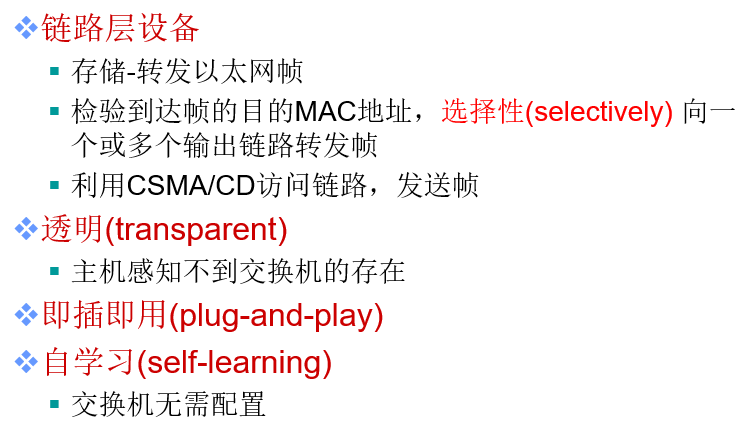 链路层设备
存储-转发以太网帧
检验到达帧的目的MAC地址，选择性(selectively) 向一
个或多个输出链路转发帧
利用CSMA/CD访问链路，发送帧
透明(transparent)
主机感知不到交换机的存在
即插即用(plug-and-play)
自学习(self-learning)
交换机无需配置